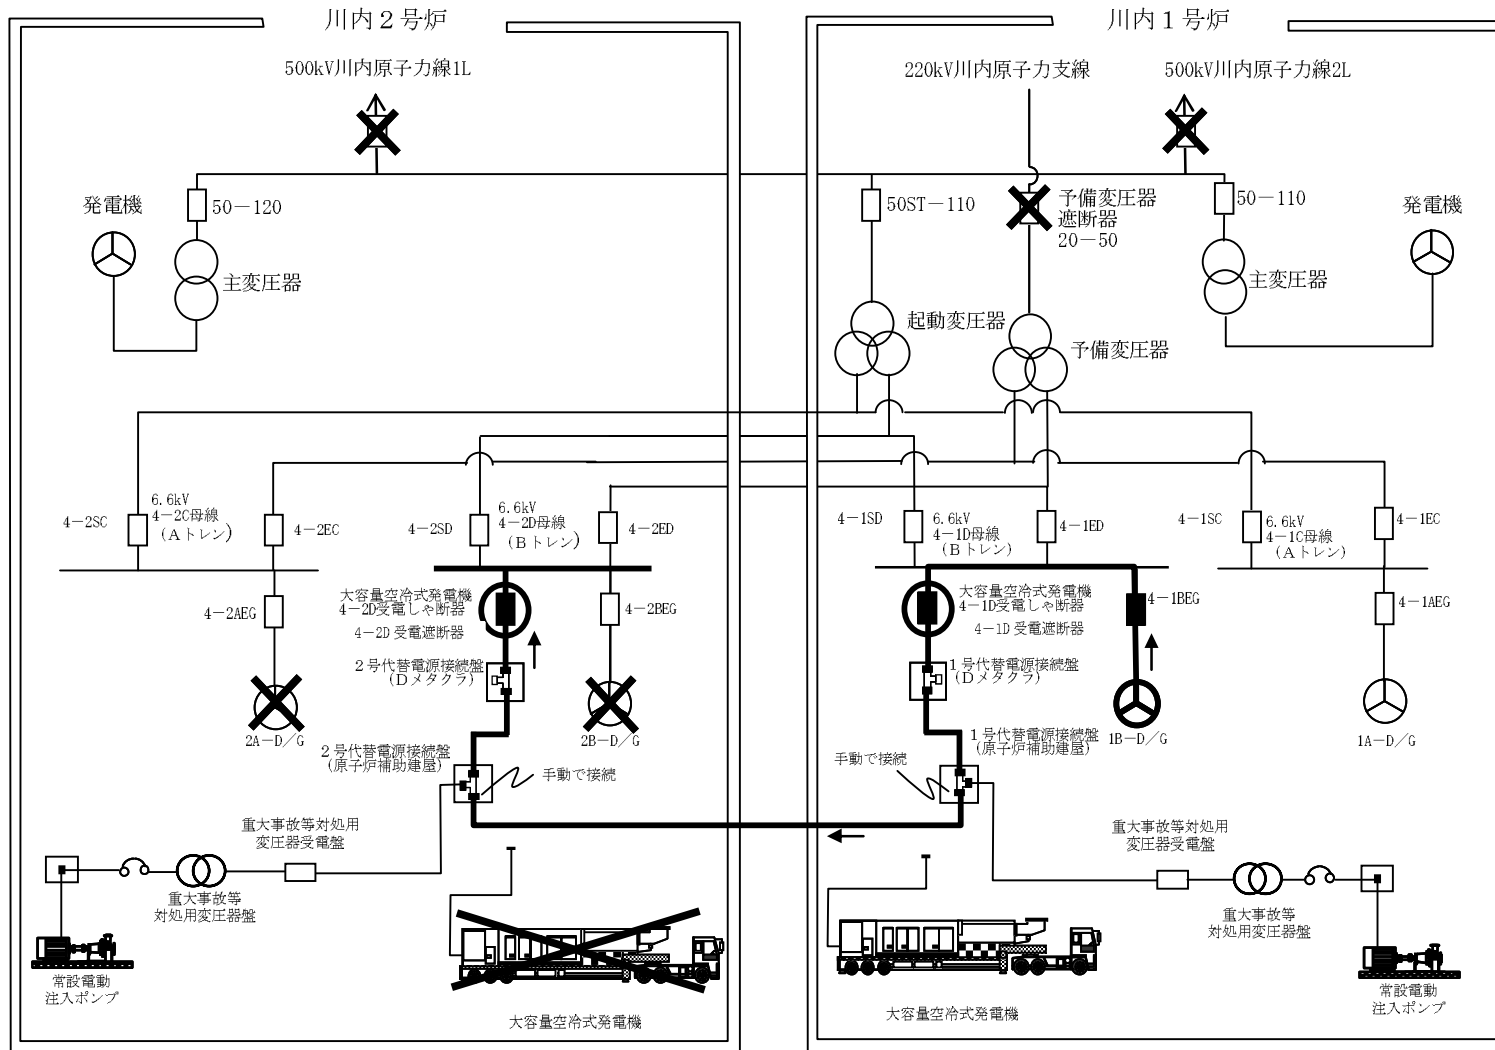 川内２号炉
川内１号炉
500kV川内原子力線1L
220kV川内原子力支線
500kV川内原子力線2L
発電機
50－120
主変圧器
50ST－110
予備変圧器
遮断器
20－50
50－110
発電機
主変圧器
起動変圧器
予備変圧器
4－2SC
6.6kV
4－2C母線
（Ａトレン）
4－2EC
4－2SD
6.6kV
4－2D母線
（Ｂトレン）
4－2ED
4－1SD
6.6kV
4－1D母線
（Ｂトレン）
4－1ED
4－1SC
6.6kV
4－1C母線
（Ａトレン）
4－1EC
4－2AEG
大容量空冷式発電機
4－2D受電しゃ断器
4－2D 受電遮断器
4－2BEG
大容量空冷式発電機
4－1D受電しゃ断器
4－1D 受電遮断器
4－1BEG
4－1AEG
２号代替電源接続盤
（Ｄメタクラ）
１号代替電源接続盤
（Ｄメタクラ）
2A－D／G
2B－D／G
1B－D／G
1A－D／G
２号代替電源接続盤
（原子炉補助建屋）
手動で接続
１号代替電源接続盤
（原子炉補助建屋）
手動で接続
重大事故等対処用
変圧器受電盤
重大事故等対処用
変圧器受電盤
重大事故等
対処用変圧器盤
重大事故等
対処用変圧器盤
常設電動
注入ポンプ
大容量空冷式発電機
大容量空冷式発電機
常設電動
注入ポンプ